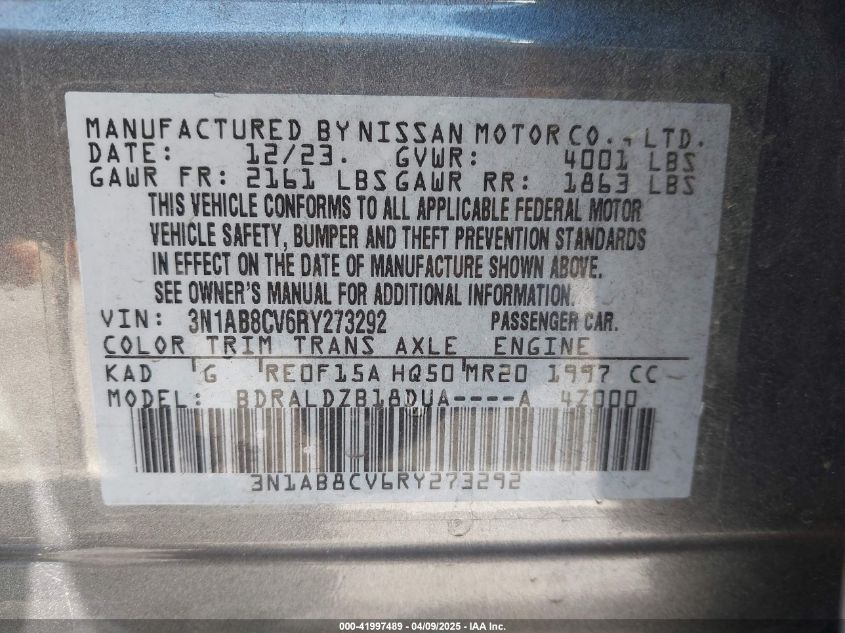 MANUFACTURED BY NISSAN MOTOR CO., LTD.
DATE: 12/23. GVWR: 4001 LBS
GAWR FR: 2161 LBS GAWR RR: 1863 LBS
THIS VEHICLE CONFORMS TO ALL APPLICABLE FEDERAL MOTOR
VEHICLE SAFETY, BUMPER AND THEFT PREVENTION STANDARDS
IN EFFECT ON THE DATE OF MANUFACTURE SHOWN ABOVE.
SEE OWNER'S MANUAL FOR ADDITIONAL INFORMATION.
VIN: 3N1AB8CV6RY273292 PASSENGER CAR.
COLOR TRIM TRANS AXLE ENGINE
KAD G RE0F15A HQ50 MR20 1997 CC
MODEL: BDRALDZB18DUA----A 4Z000
3N1AB8CV6RY273292
000-41997489 | 04/09/2025 | IAA Inc.